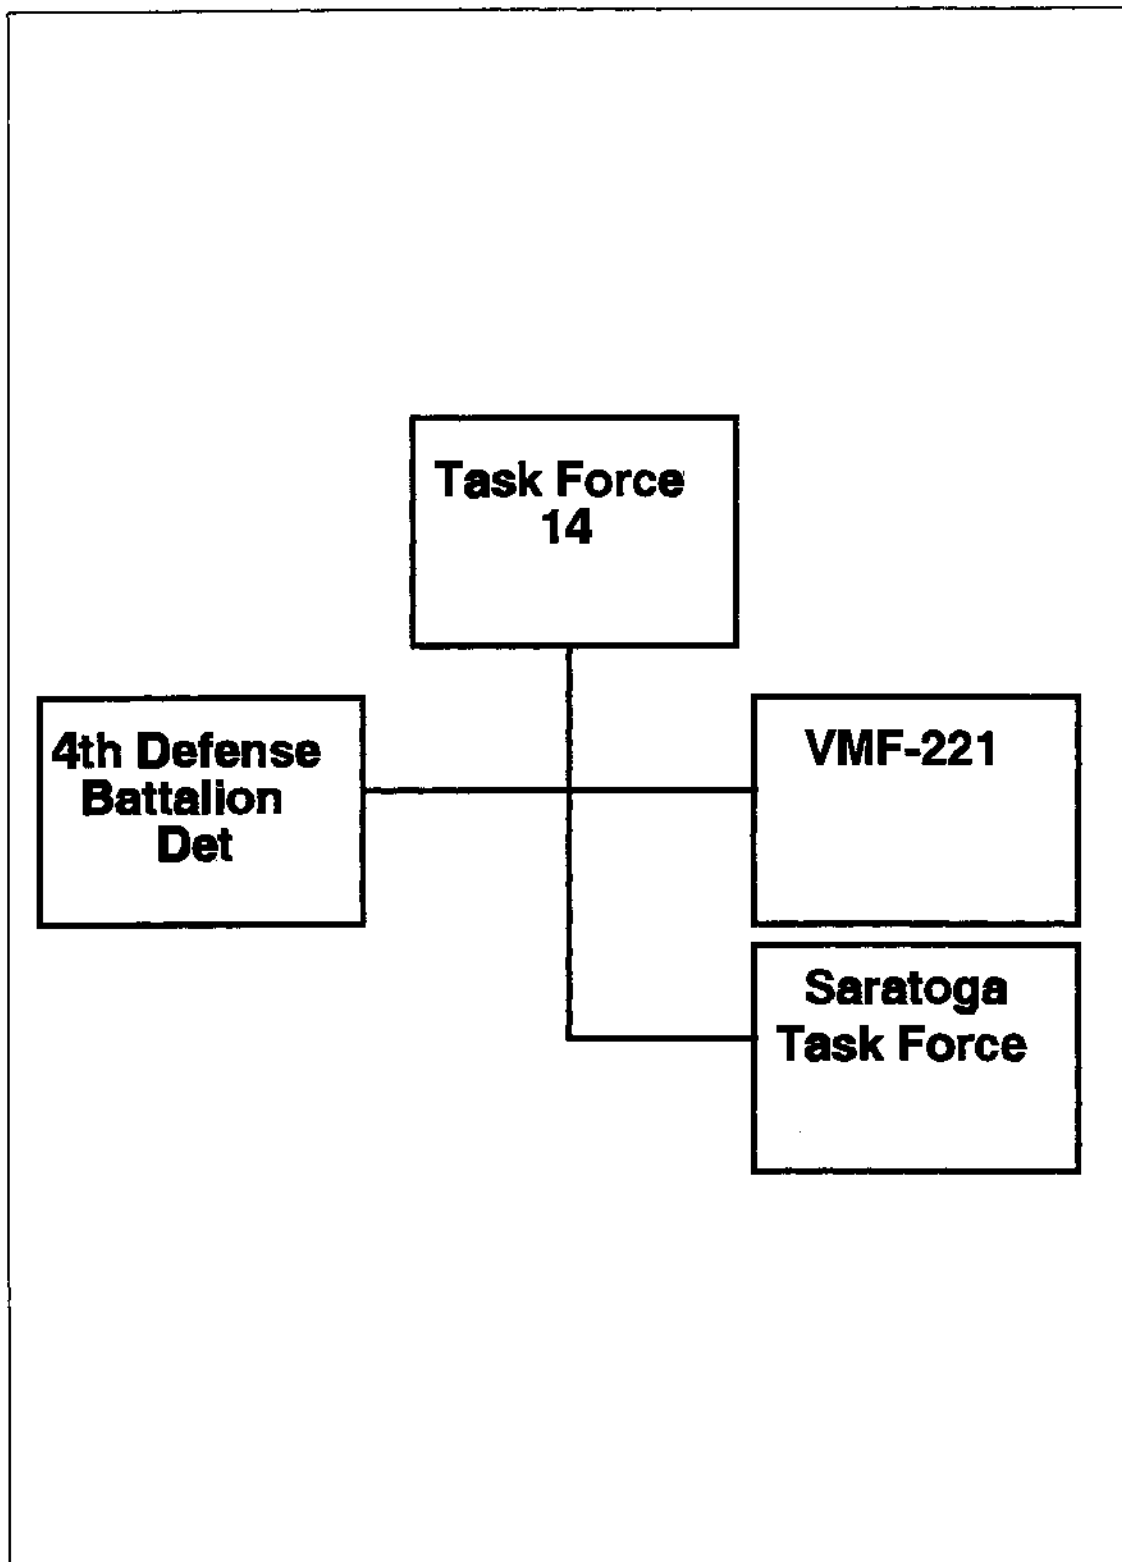 Task Force
14
4th Defense
Battalion
Det
VMF-221
Saratoga
Task Force